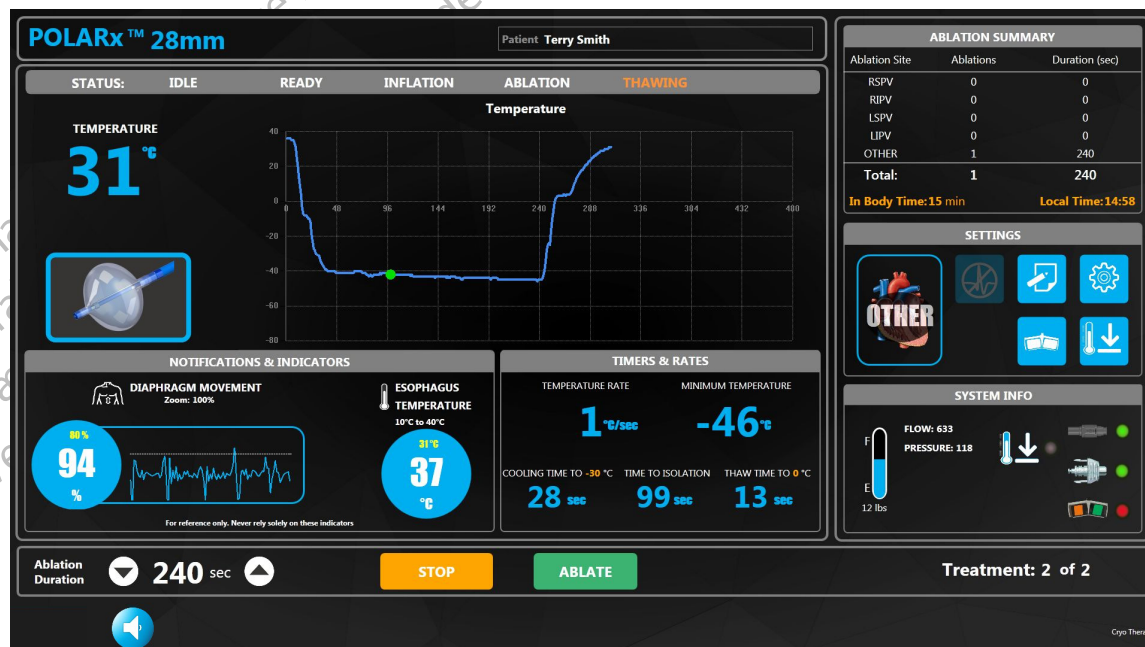 POLARx™ 28mm
Patient Terry Smith
STATUS: IDLE READY INFLATION ABLATION THAWING
TEMPERATURE
31 °C
Temperature
40
20
0
-20
-40
-60
-80
0 48 96 144 192 240 288 336 384 432 480
NOTIFICATIONS & INDICATORS
DIAPHRAGM MOVEMENT
Zoom: 100%
80 %
94
%
ESOPHAGUS
TEMPERATURE
10°C to 40°C
31°C
37
°C
For reference only. Never rely solely on these indicators
TIMERS & RATES
TEMPERATURE RATE MINIMUM TEMPERATURE
1 °C/sec -46 °C
COOLING TIME TO -30 °C TIME TO ISOLATION THAW TIME TO 0 °C
28 sec 99 sec 13 sec
ABLATION SUMMARY
Ablation Site Ablations Duration (sec)
RSPV 0 0
RIPV 0 0
LSPV 0 0
LIPV 0 0
OTHER 1 240
Total: 1 240
In Body Time:15 min Local Time:14:58
SETTINGS
OTHER
SYSTEM INFO
F
E
12 lbs
FLOW: 633
PRESSURE: 118
Ablation
Duration
240 sec
STOP
ABLATE
Treatment: 2 of 2